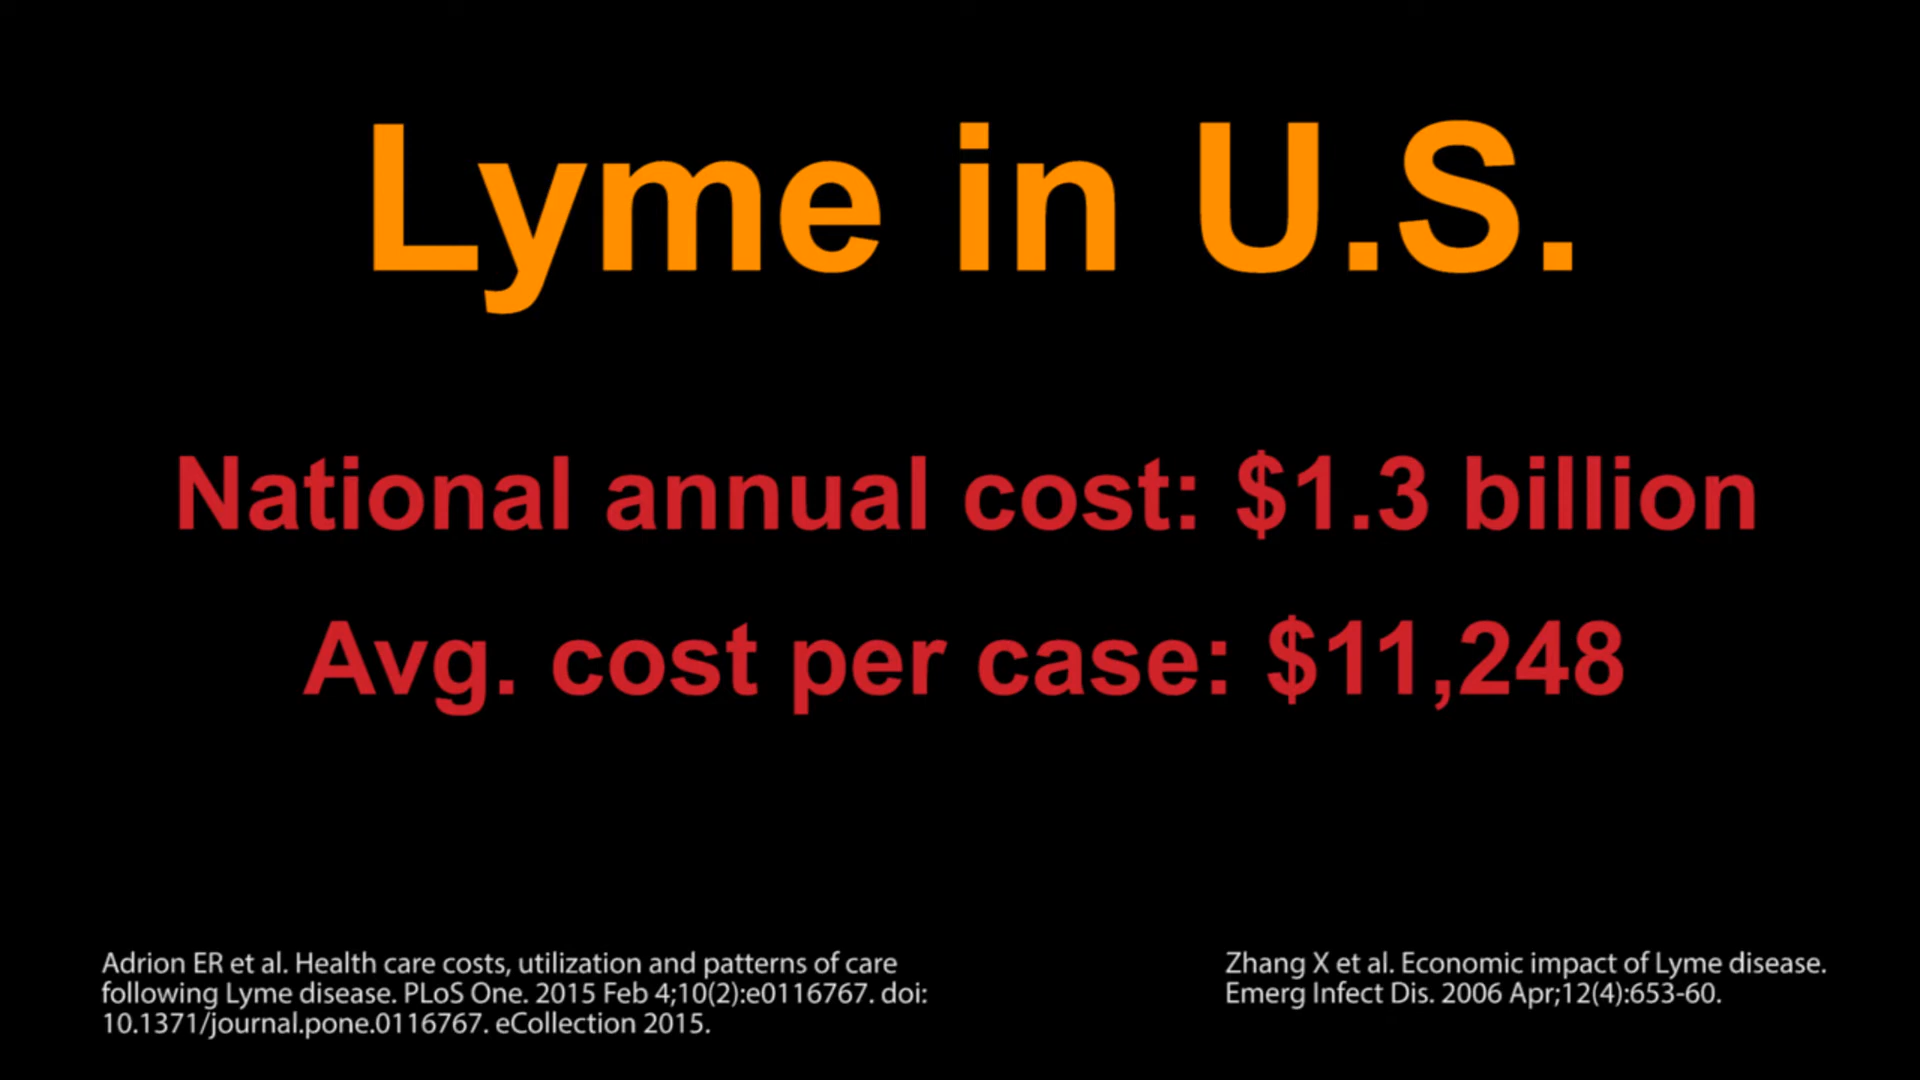 Lyme in U.S.
National annual cost: $1.3 billion
Avg. cost per case: $11,248
Adrion ER et al. Health care costs, utilization and patterns of care
following Lyme disease. PLoS One. 2015 Feb 4;10(2):e0116767. doi:
10.1371/journal.pone.0116767. eCollection 2015.
Zhang X et al. Economic impact of Lyme disease.
Emerg Infect Dis. 2006 Apr;12(4):653-60.